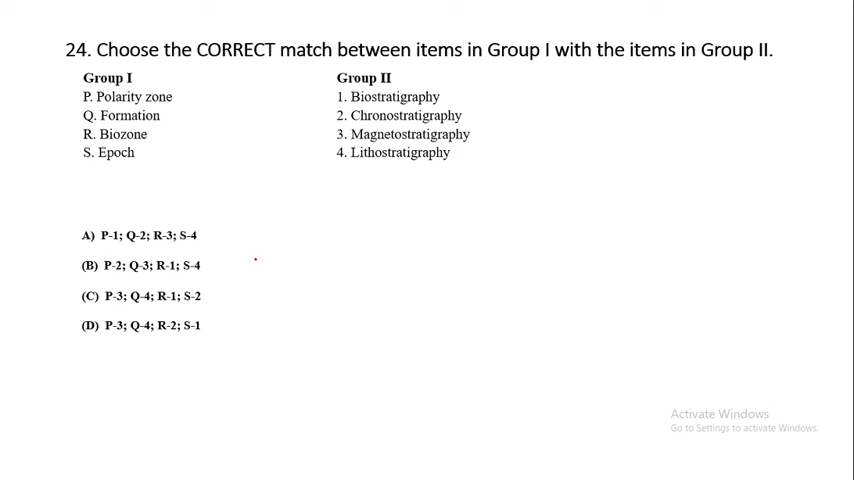 24. Choose the CORRECT match between items in Group I with the items in Group II.
Group I
P. Polarity zone
Q. Formation
R. Biozone
S. Epoch
Group II
1. Biostratigraphy
2. Chronostratigraphy
3. Magnetostratigraphy
4. Lithostratigraphy
A) P-1; Q-2; R-3; S-4
(B) P-2; Q-3; R-1; S-4
(C) P-3; Q-4; R-1; S-2
(D) P-3; Q-4; R-2; S-1
Activate Windows
Go to Settings to activate Windows.